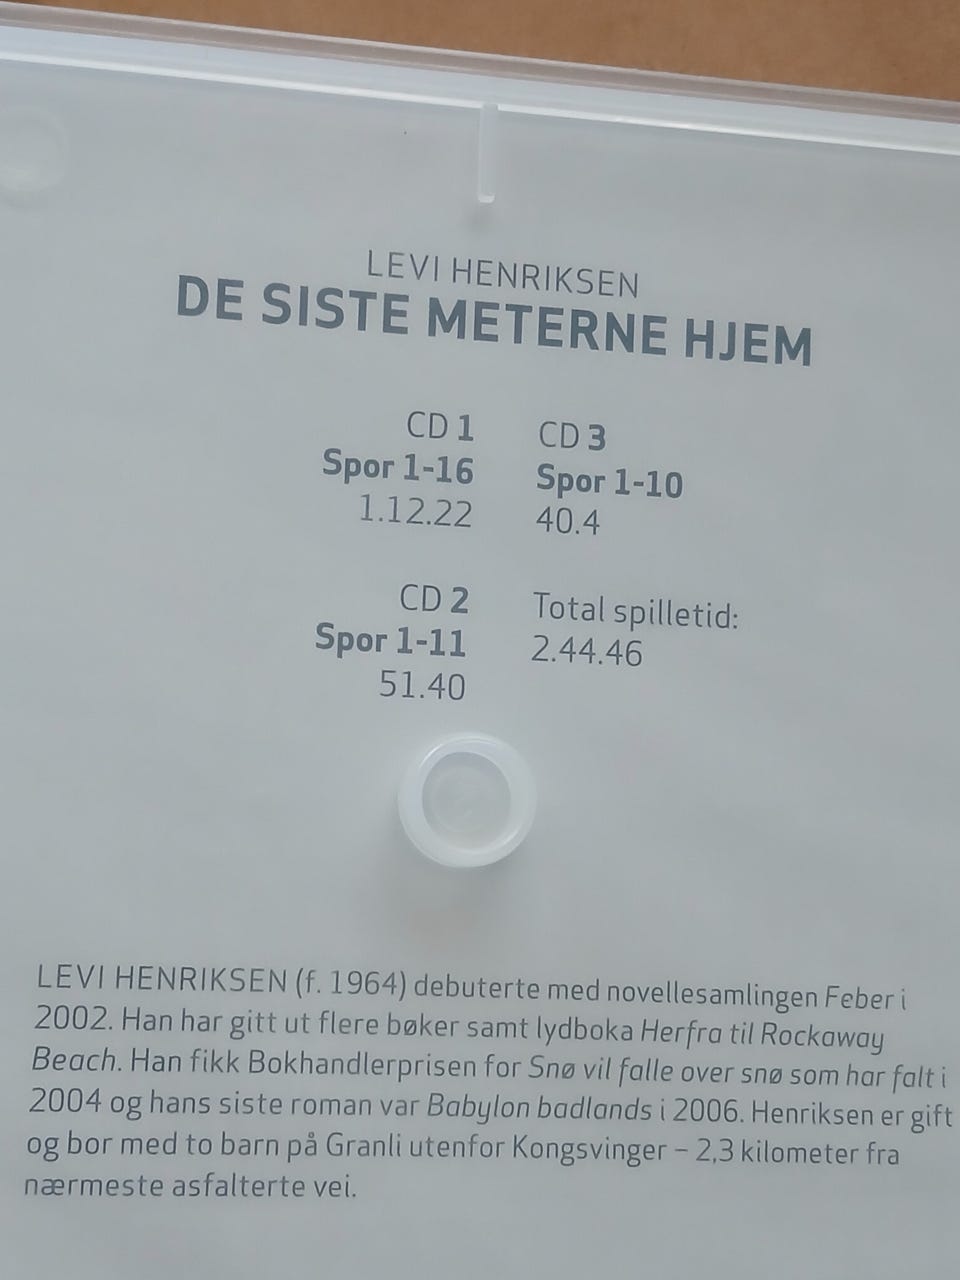 LEVI HENRIKSEN
DE SISTE METERNE HJEM
CD 1
Spor 1-16
1.12.22
CD 2
Spor 1-11
51.40
CD 3
Spor 1-10
40.4
Total spilletid:
2.44.46
LEVI HENRIKSEN (f. 1964) debuterte med novellesamlingen Feber i
2002. Han har gitt ut flere bøker samt lydboka Herfra til Rockaway
Beach. Han fikk Bokhandlerprisen for Snø vil falle over snø som har falt i
2004 og hans siste roman var Babylon badlands i 2006. Henriksen er gift
og bor med to barn på Granli utenfor Kongsvinger – 2,3 kilometer fra
nærmeste asfalterte vei.